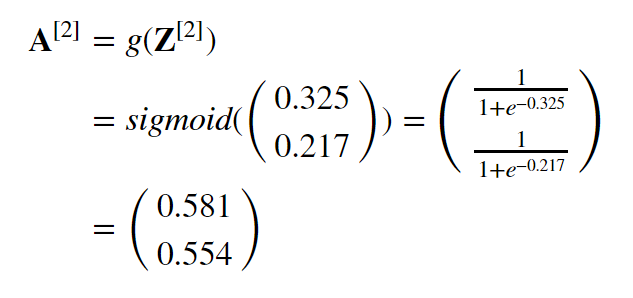 A^[2] = g(Z^[2])
= sigmoid( ( 0.325 0.217 ) ) = ( 1/(1+e^−0.325) 1/(1+e^−0.217) )
= ( 0.581 0.554 )